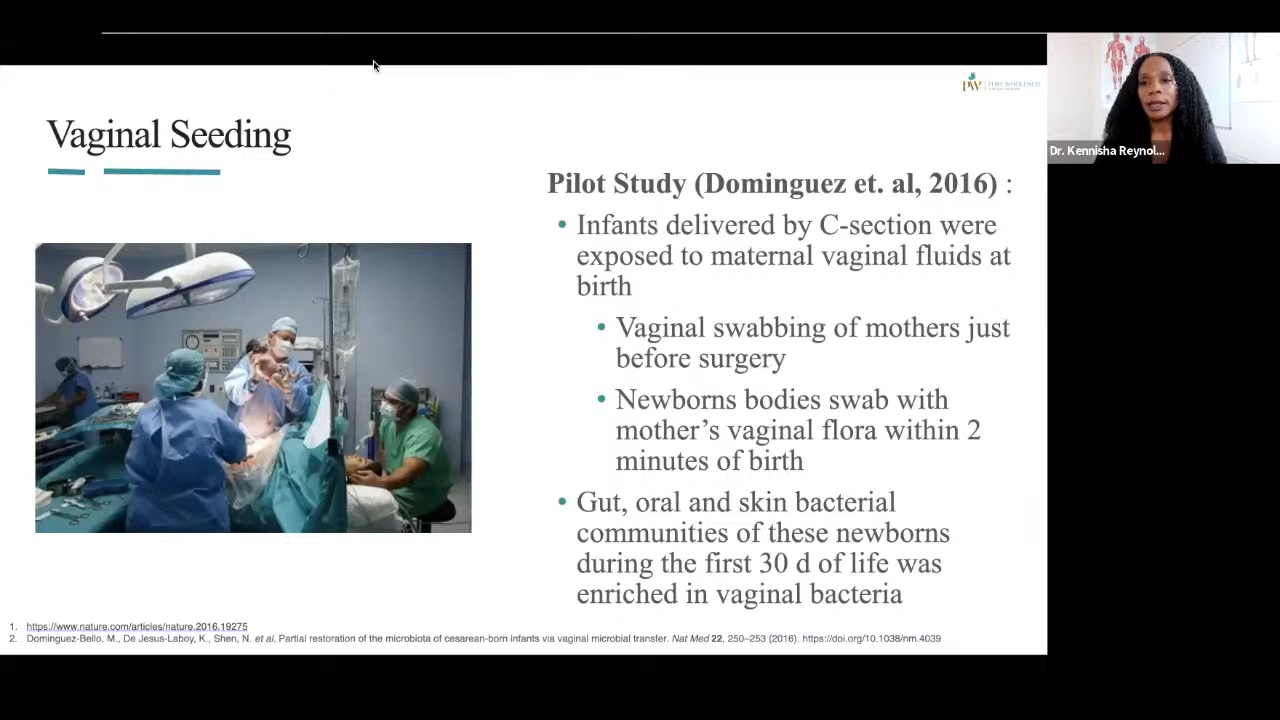 PW PURE WHOLENESS
Vaginal Seeding
Dr. Kennisha Reynol...
Pilot Study (Dominguez et. al, 2016) :
• Infants delivered by C-section were
exposed to maternal vaginal fluids at
birth
• Vaginal swabbing of mothers just
before surgery
• Newborns bodies swab with
mother’s vaginal flora within 2
minutes of birth
• Gut, oral and skin bacterial
communities of these newborns
during the first 30 d of life was
enriched in vaginal bacteria
1. https://www.nature.com/articles/nature.2016.19275
2. Dominguez-Bello, M., De Jesus-Laboy, K., Shen, N. et al. Partial restoration of the microbiota of cesarean-born infants via vaginal microbial transfer. Nat Med 22, 250–253 (2016). https://doi.org/10.1038/nm.4039